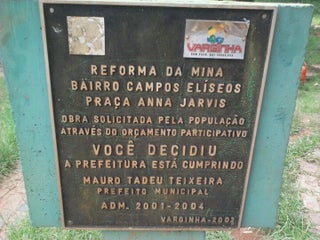 VARGINHA
REFORMA DA MINA
BAIRRO CAMPOS ELÍSEOS
PRAÇA ANNA JARVIS
OBRA SOLICITADA PELA POPULAÇÃO
ATRAVÉS DO ORÇAMENTO PARTICIPATIVO
VOCÊ DECIDIU
A PREFEITURA ESTÁ CUMPRINDO
MAURO TADEU TEIXEIRA
PREFEITO MUNICIPAL
ADM. 2001-2004
VARGINHA-2002